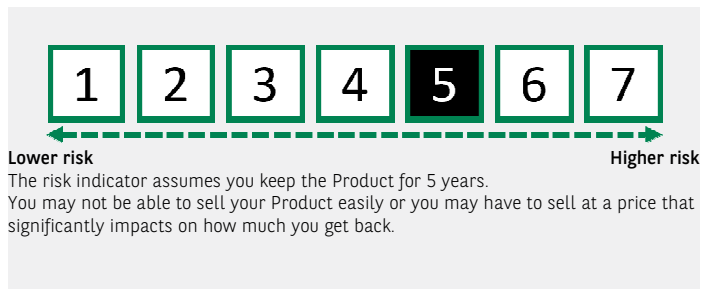 1 2 3 4 5 6 7
Lower risk Higher risk
The risk indicator assumes you keep the Product for 5 years.
You may not be able to sell your Product easily or you may have to sell at a price that
significantly impacts on how much you get back.